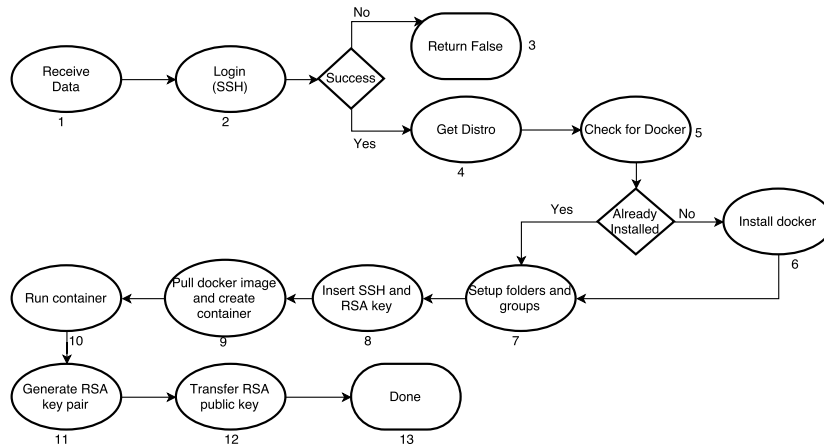 No
Return False
3
Receive
Data
1
Login
(SSH)
2
Success
Yes
Get Distro
4
Check for Docker
5
Already
Installed
Yes
No
Install docker
6
Setup folders and
groups
7
Insert SSH and
RSA key
8
Pull docker image
and create
container
9
Run container
10
Generate RSA
key pair
11
Transfer RSA
public key
12
Done
13